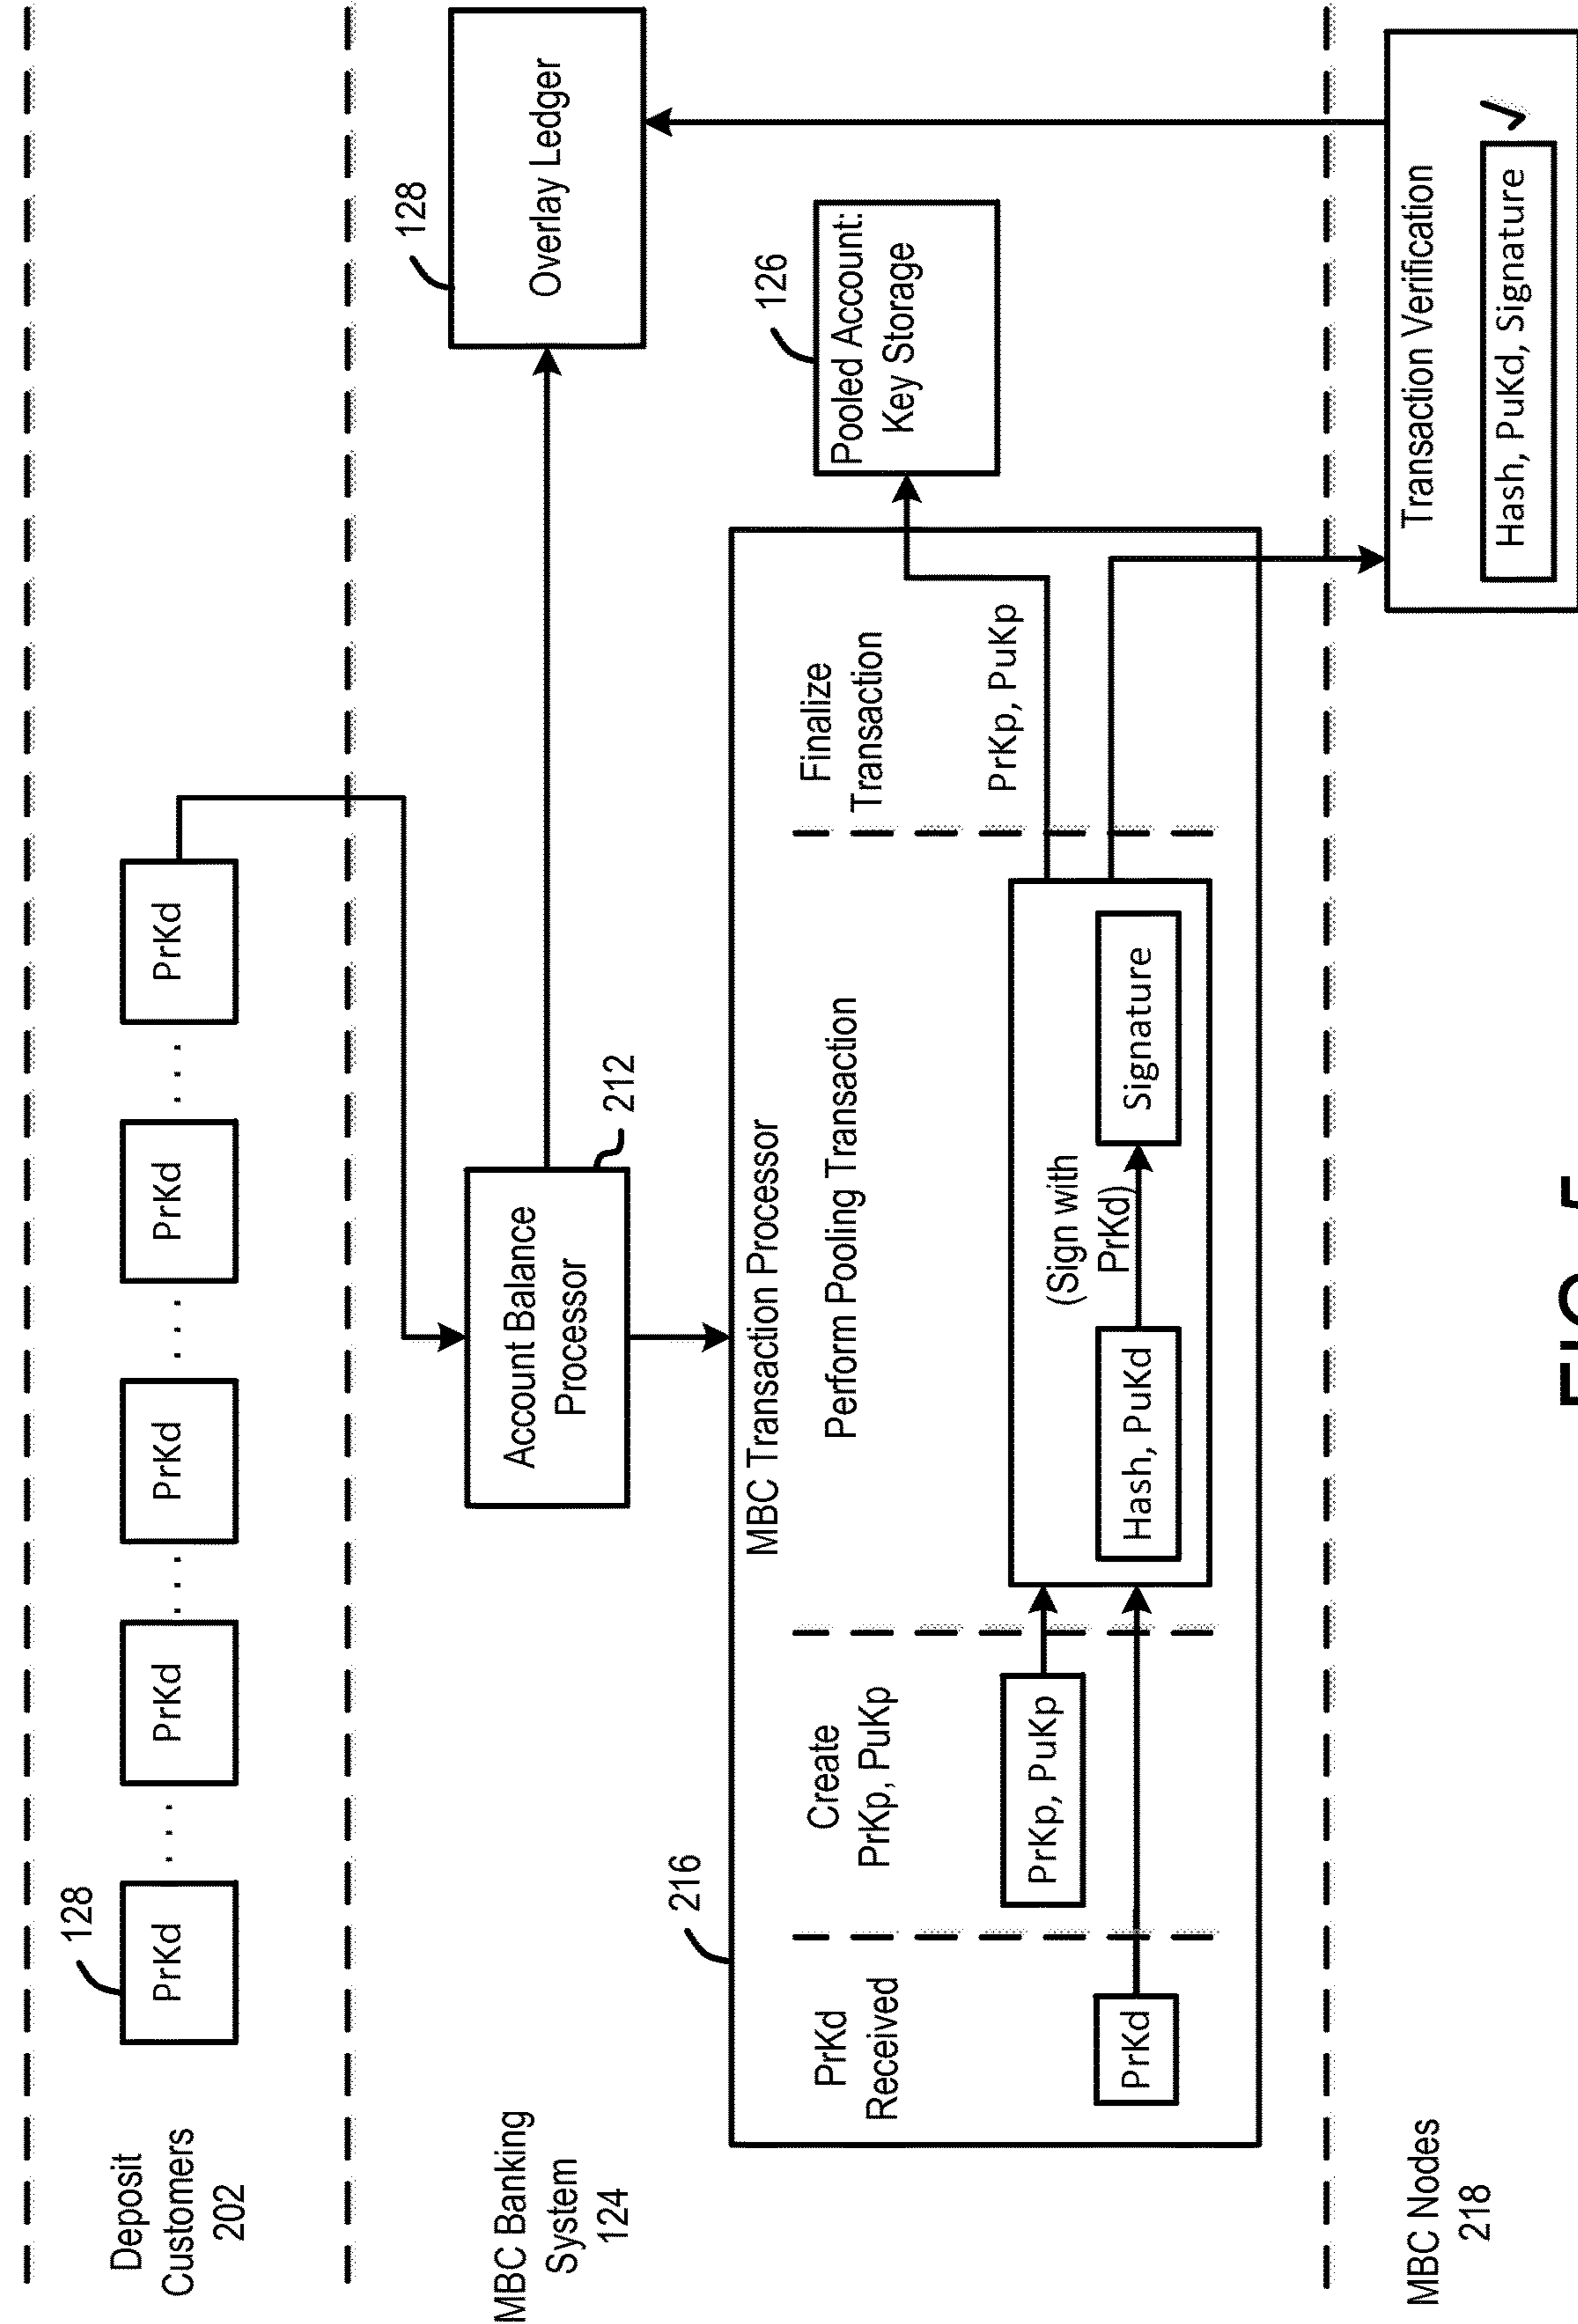 Deposit
Customers
202
128
PrKd
. . .
PrKd
. . .
PrKd
. . .
PrKd
. . .
PrKd
MBC Banking
System
124
Account Balance
Processor
212
128
Overlay Ledger
216
MBC Transaction Processor
PrKd
Received
Create
PrKp, PuKp
Perform Pooling Transaction
Finalize
Transaction
PrKd
PrKp, PuKp
(Sign with
PrKd)
Hash, PuKd
Signature
PrKp, PuKp
126
Pooled Account:
Key Storage
MBC Nodes
218
Transaction Verification
Hash, PuKd, Signature